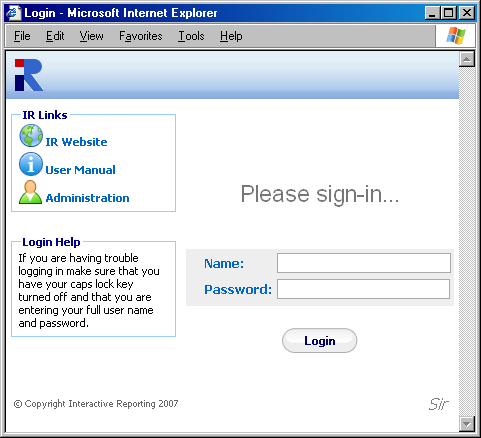 Login - Microsoft Internet Explorer
File Edit View Favorites Tools Help
R
IR Links
IR Website
User Manual
Administration
Please sign-in...
Login Help
If you are having trouble
logging in make sure that you
have your caps lock key
turned off and that you are
entering your full user name
and password.
Name:
Password:
Login
© Copyright Interactive Reporting 2007
Sir